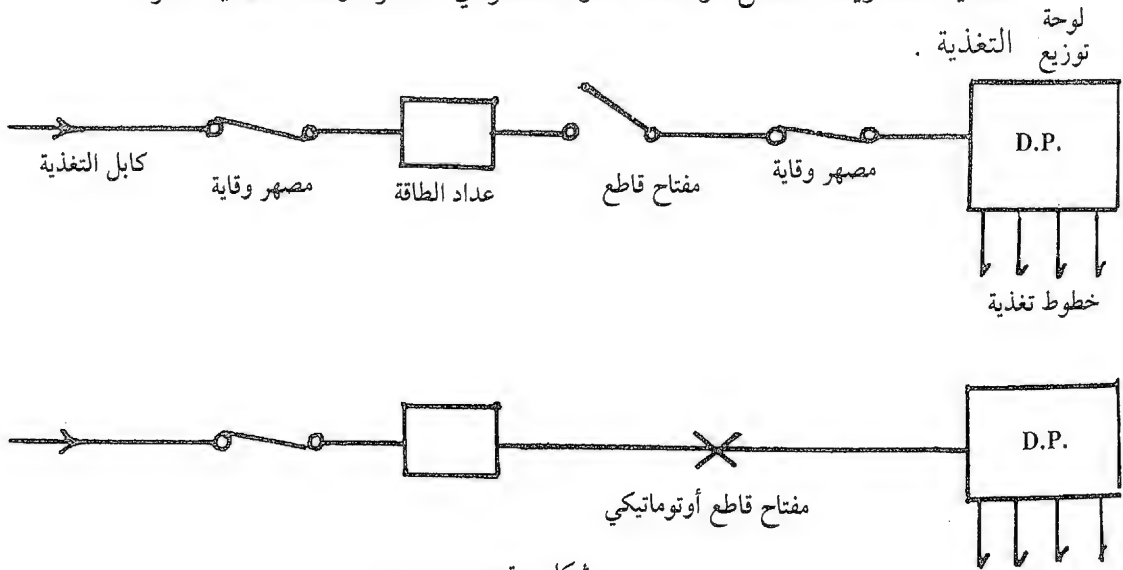 لوحة
توزيع التغذية .
D.P.
كابل التغذية
مصهر وقاية
عداد الطاقة
مفتاح قاطع
مصهر وقاية
خطوط تغذية
D.P.
مفتاح قاطع أوتوماتيكي